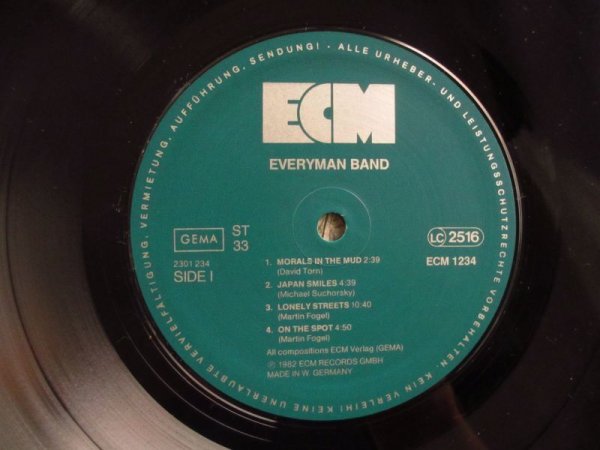 KEINE UNERLAUBTE VERVIELFÄLTIGUNG, VERMIETUNG, AUFFÜHRUNG, SENDUNG! - ALLE URHEBER- UND LEISTUNGSSCHUTZRECHTE VORBEHALTEN. KEIN VERLEIH!
ECM
EVERYMAN BAND
GEMA
ST
33
2301 234
SIDE I
LC 2516
ECM 1234
1. MORALS IN THE MUD 2:39
(David Torn)
2. JAPAN SMILES 4:39
(Michael Suchorsky)
3. LONELY STREETS 10:40
(Martin Fogel)
4. ON THE SPOT 4:50
(Martin Fogel)
All compositions ECM Verlag (GEMA)
Ⓟ 1982 ECM RECORDS GMBH
MADE IN W. GERMANY